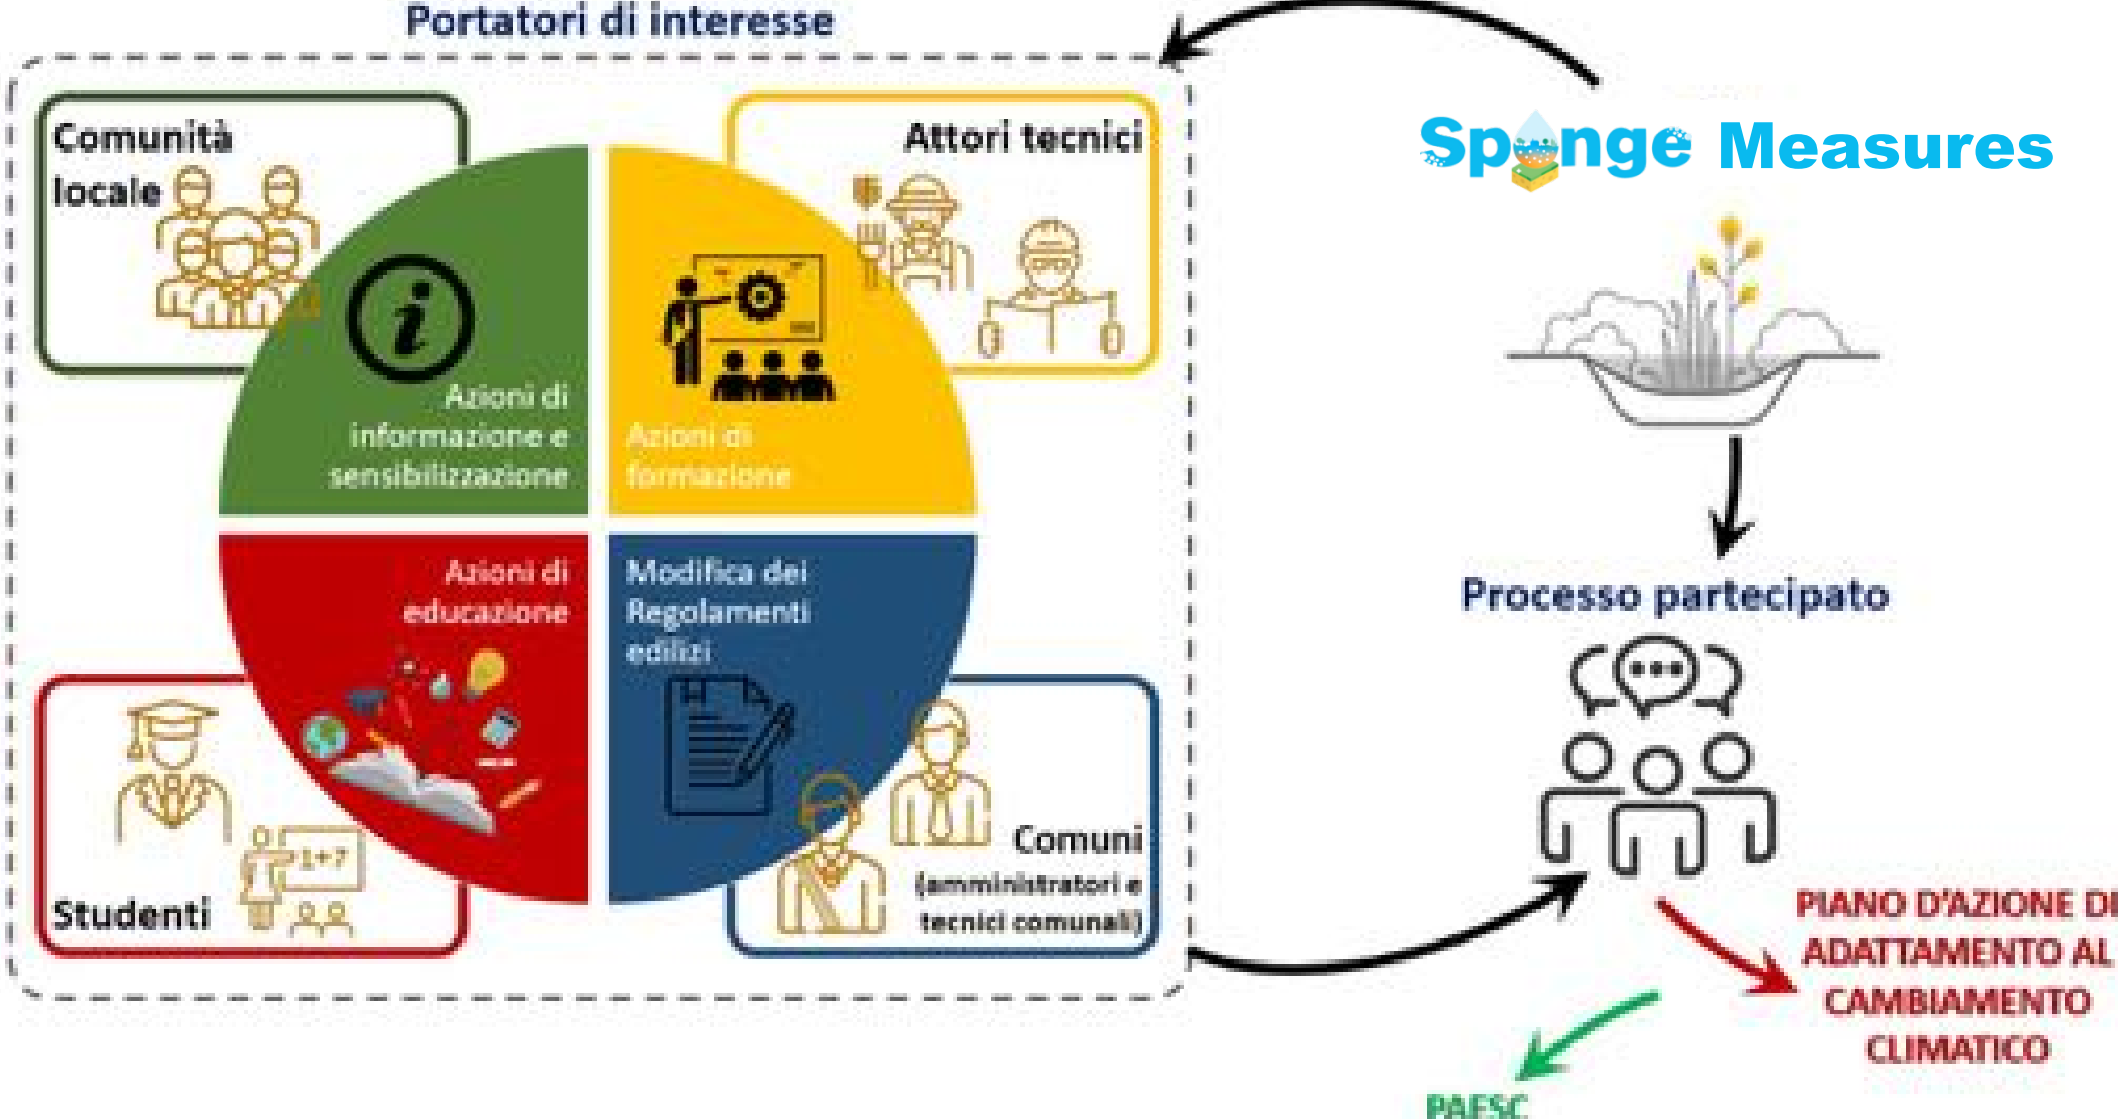 Portatori di interesse
Comunità
locale
Attori tecnici
Azioni di
informazione e
sensibilizzazione
Azioni di
formazione
Azioni di
educazione
Modifica dei
Regolamenti
edilizi
1+7
Studenti
Comuni
(amministratori e
tecnici comunali)
Sponge Measures
Processo partecipato
PIANO D'AZIONE DI
ADATTAMENTO AL
CAMBIAMENTO
CLIMATICO
PAESC